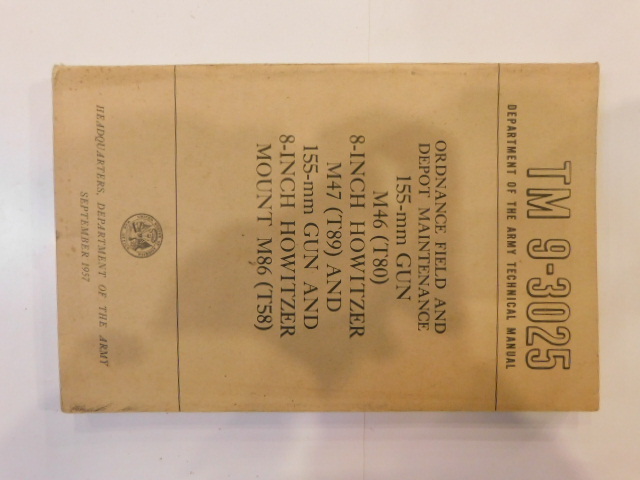 TM 9-3025
DEPARTMENT OF THE ARMY TECHNICAL MANUAL
ORDNANCE FIELD AND
DEPOT MAINTENANCE
155-mm GUN
M46 (T80)
8-INCH HOWITZER
M47 (T89) AND
155-mm GUN AND
8-INCH HOWITZER
MOUNT M86 (T58)
HEADQUARTERS, DEPARTMENT OF THE ARMY
SEPTEMBER 1957